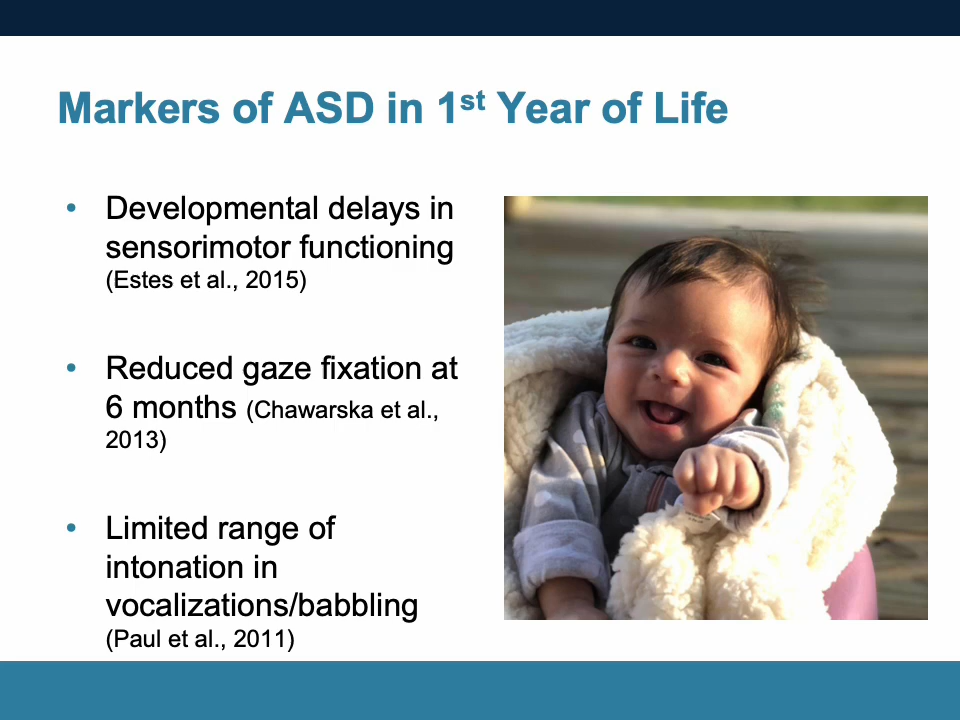 Markers of ASD in 1st Year of Life
• Developmental delays in
sensorimotor functioning
(Estes et al., 2015)
• Reduced gaze fixation at
6 months (Chawarska et al.,
2013)
• Limited range of
intonation in
vocalizations/babbling
(Paul et al., 2011)